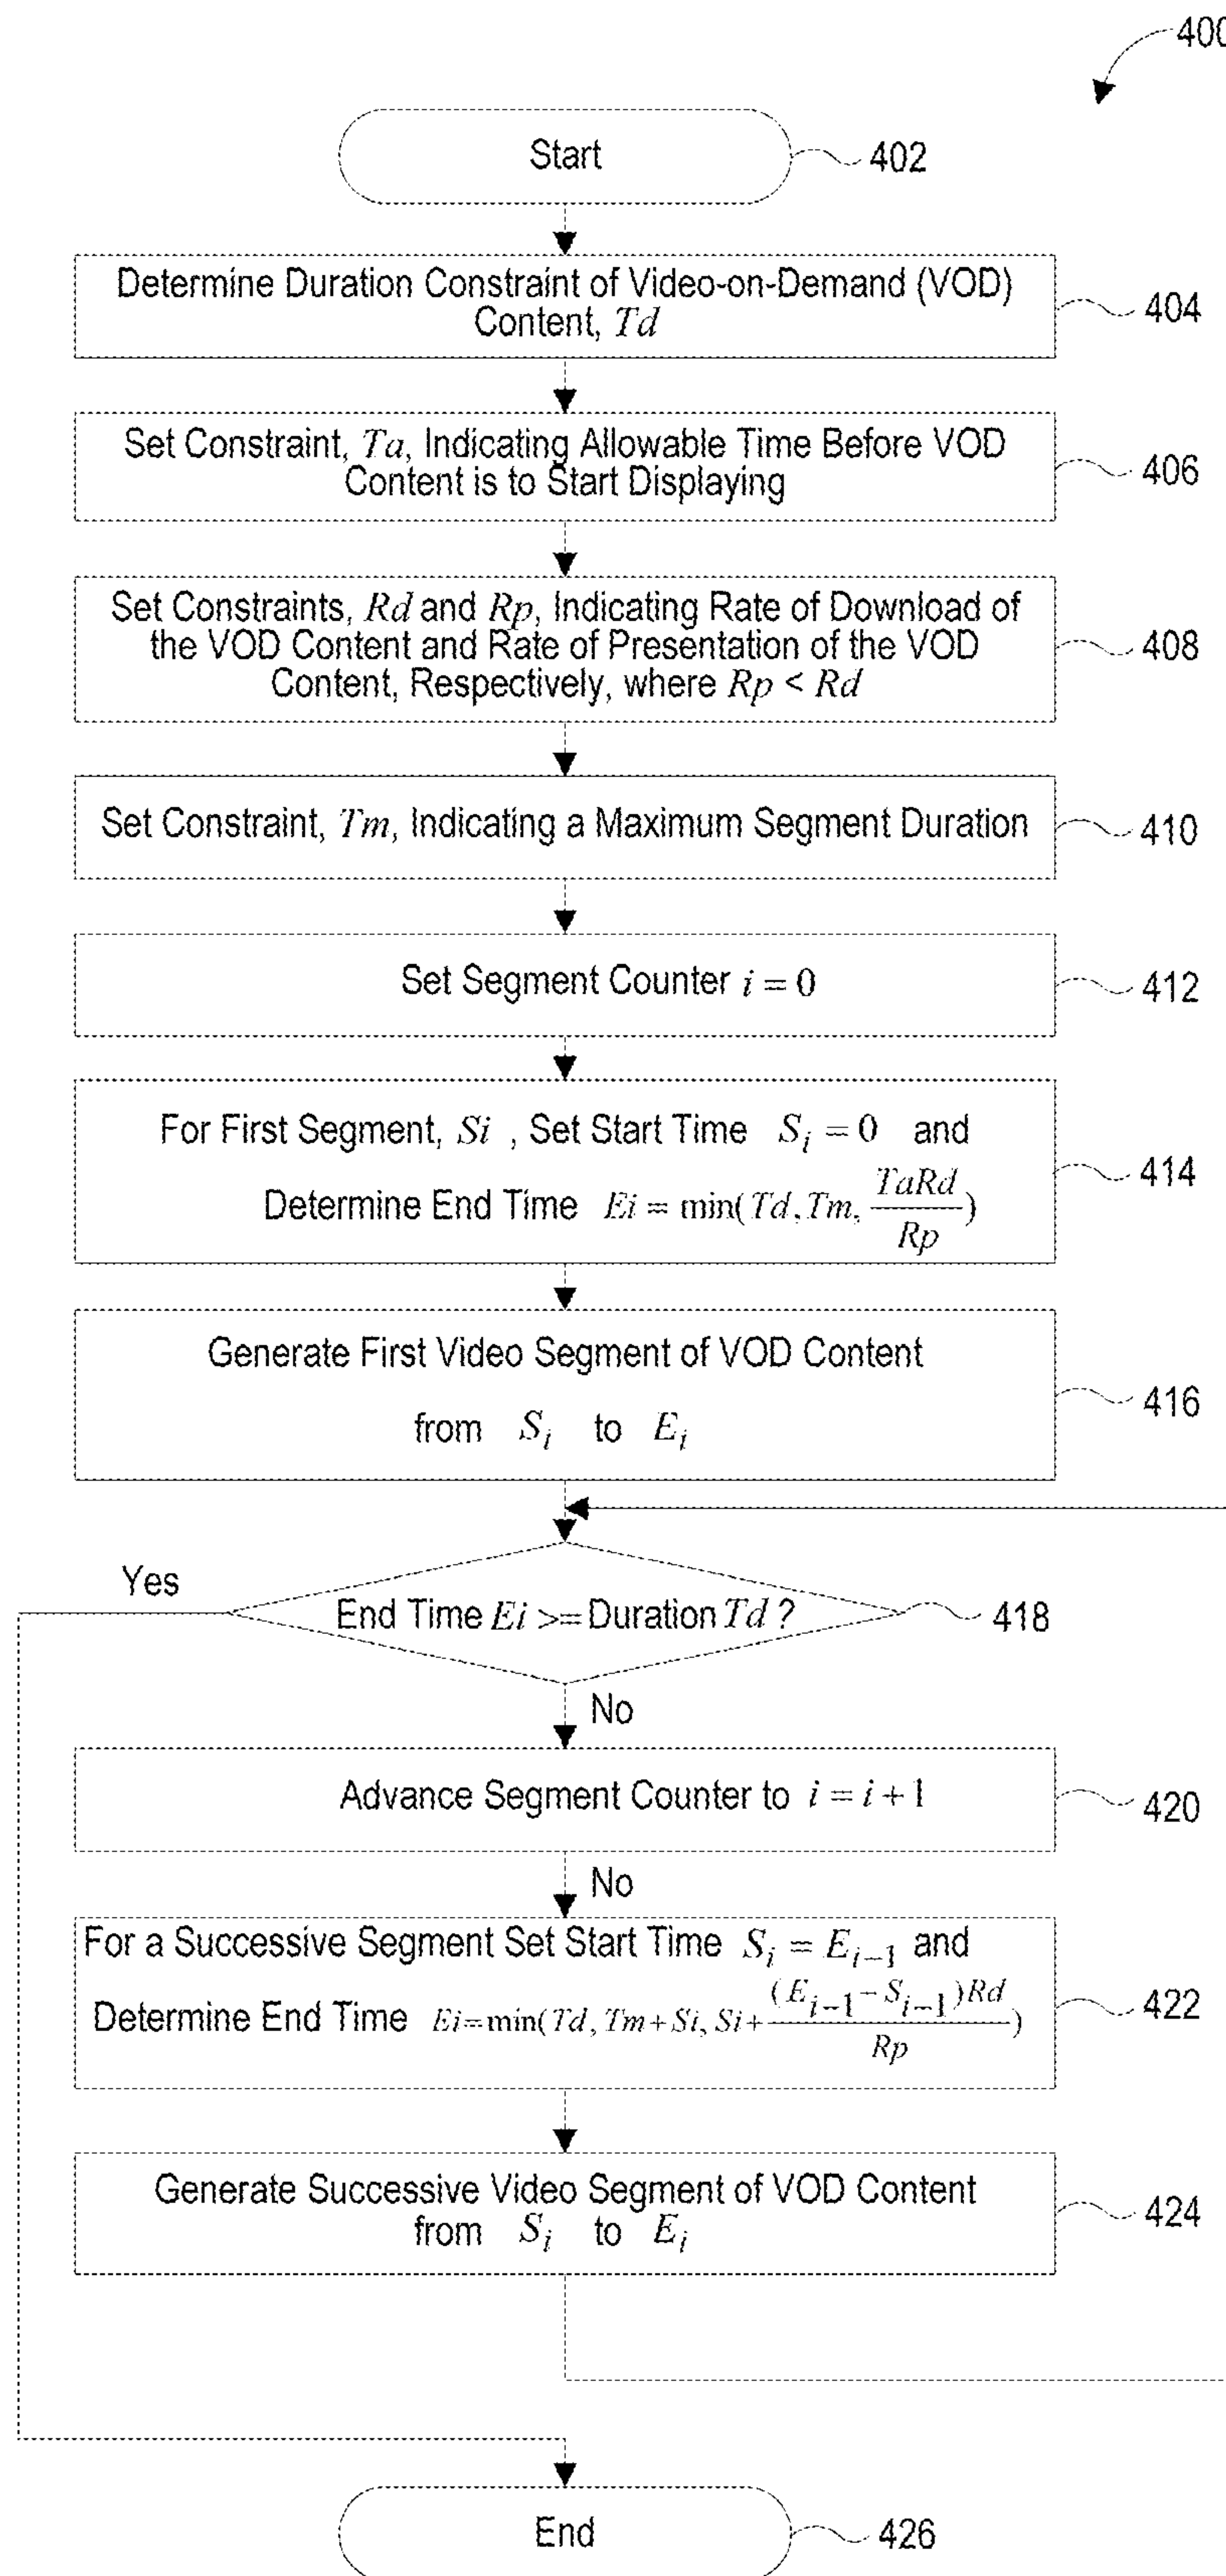 400
Start
402
Determine Duration Constraint of Video-on-Demand (VOD)
Content, Td
404
Set Constraint, Ta, Indicating Allowable Time Before VOD
Content is to Start Displaying
406
Set Constraints, Rd and Rp, Indicating Rate of Download of
the VOD Content and Rate of Presentation of the VOD
Content, Respectively, where Rp < Rd
408
Set Constraint, Tm, Indicating a Maximum Segment Duration
410
Set Segment Counter i = 0
412
For First Segment, Si , Set Start Time S_i = 0 and
Determine End Time Ei = min(Td, Tm, TaRd/Rp)
414
Generate First Video Segment of VOD Content
from S_i to E_i
416
Yes
End Time Ei >= Duration Td ?
418
No
Advance Segment Counter to i = i + 1
420
No
For a Successive Segment Set Start Time S_i = E_{i-1} and
Determine End Time Ei=min(Td, Tm+Si, Si+(E_{i-1}-S_{i-1})Rd/Rp)
422
Generate Successive Video Segment of VOD Content
from S_i to E_i
424
End
426